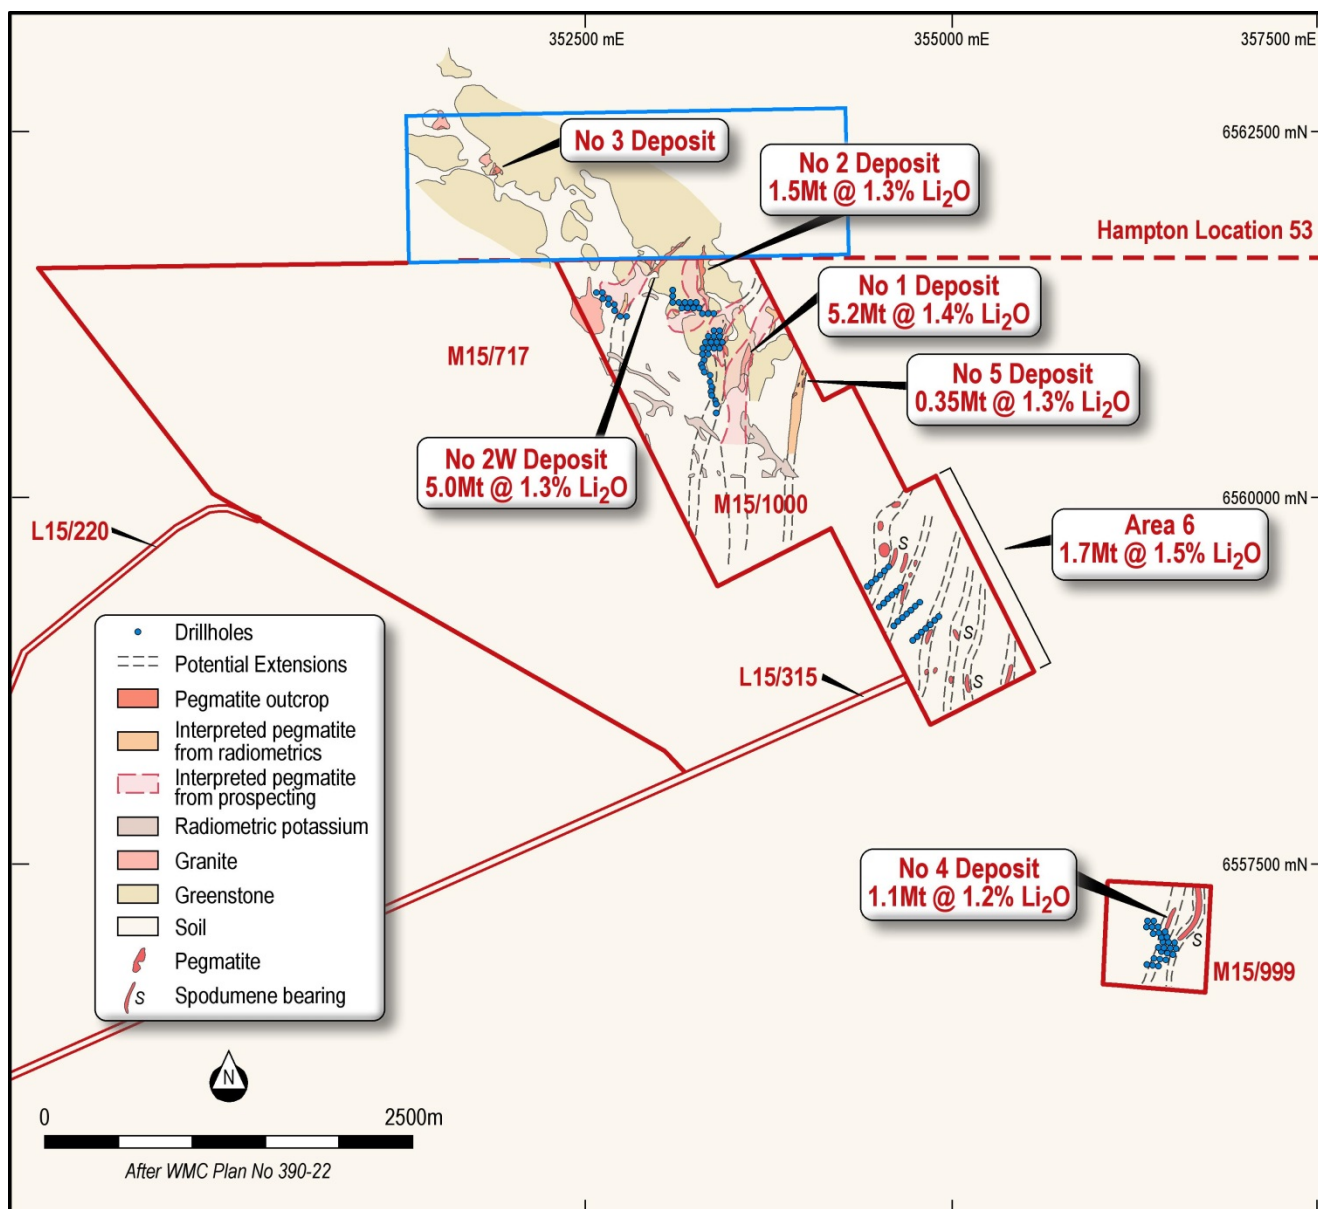 352500 mE
355000 mE
357500 mE
6562500 mN
No 3 Deposit
No 2 Deposit
1.5Mt @ 1.3% Li₂O
Hampton Location 53
No 1 Deposit
5.2Mt @ 1.4% Li₂O
M15/717
No 5 Deposit
0.35Mt @ 1.3% Li₂O
No 2W Deposit
5.0Mt @ 1.3% Li₂O
M15/1000
6560000 mN
L15/220
Area 6
1.7Mt @ 1.5% Li₂O
S
S
S
L15/315
Drillholes
Potential Extensions
Pegmatite outcrop
Interpreted pegmatite
from radiometrics
Interpreted pegmatite
from prospecting
Radiometric potassium
Granite
Greenstone
Soil
Pegmatite
S Spodumene bearing
6557500 mN
No 4 Deposit
1.1Mt @ 1.2% Li₂O
S
M15/999
N
0 2500m
After WMC Plan No 390-22